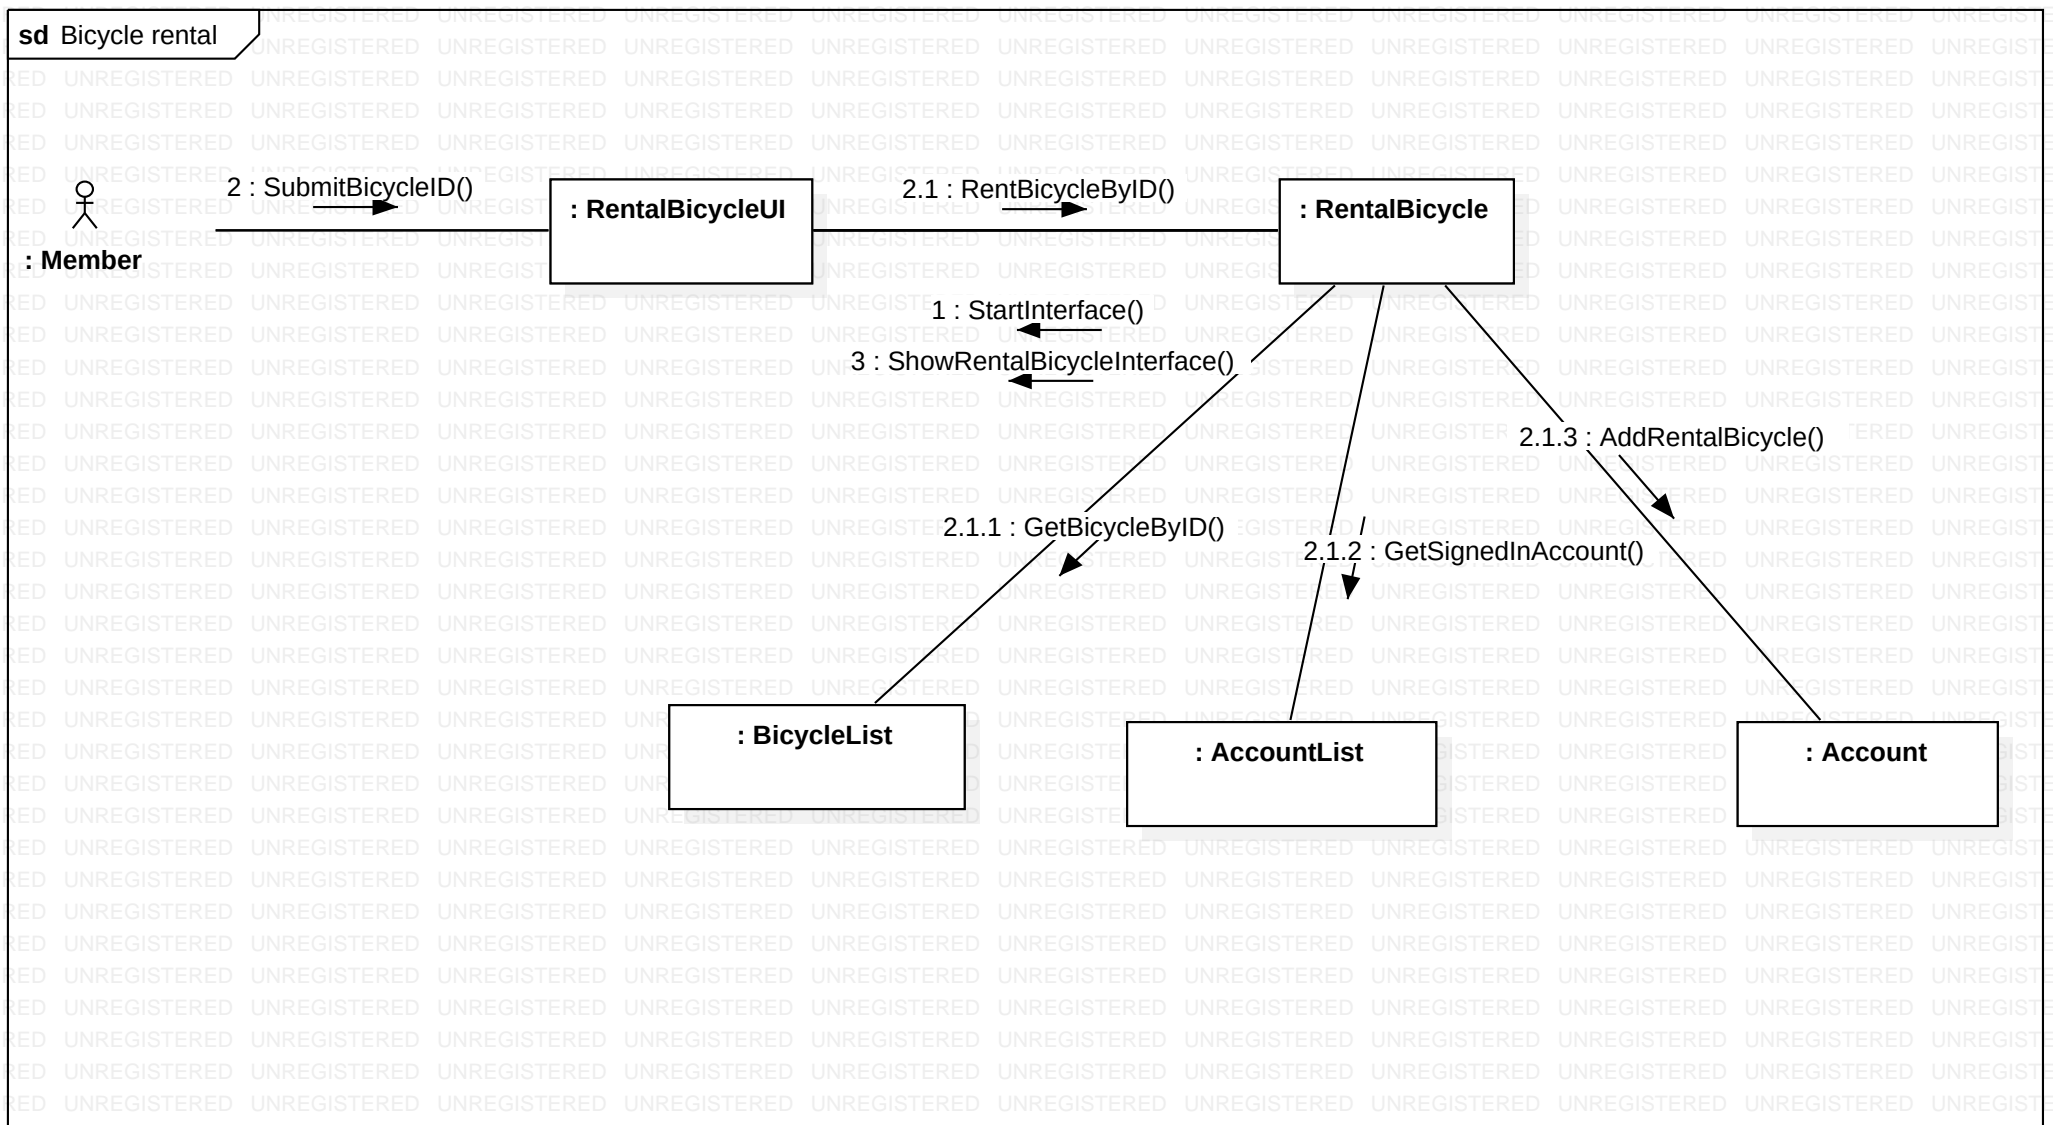 sd Bicycle rental
2 : SubmitBicycleID()
2.1 : RentBicycleByID()
: RentalBicycleUI
: RentalBicycle
: Member
1 : StartInterface()
3 : ShowRentalBicycleInterface()
2.1.3 : AddRentalBicycle()
2.1.1 : GetBicycleByID()
2.1.2 : GetSignedInAccount()
: BicycleList
: AccountList
: Account
UNREGISTERED